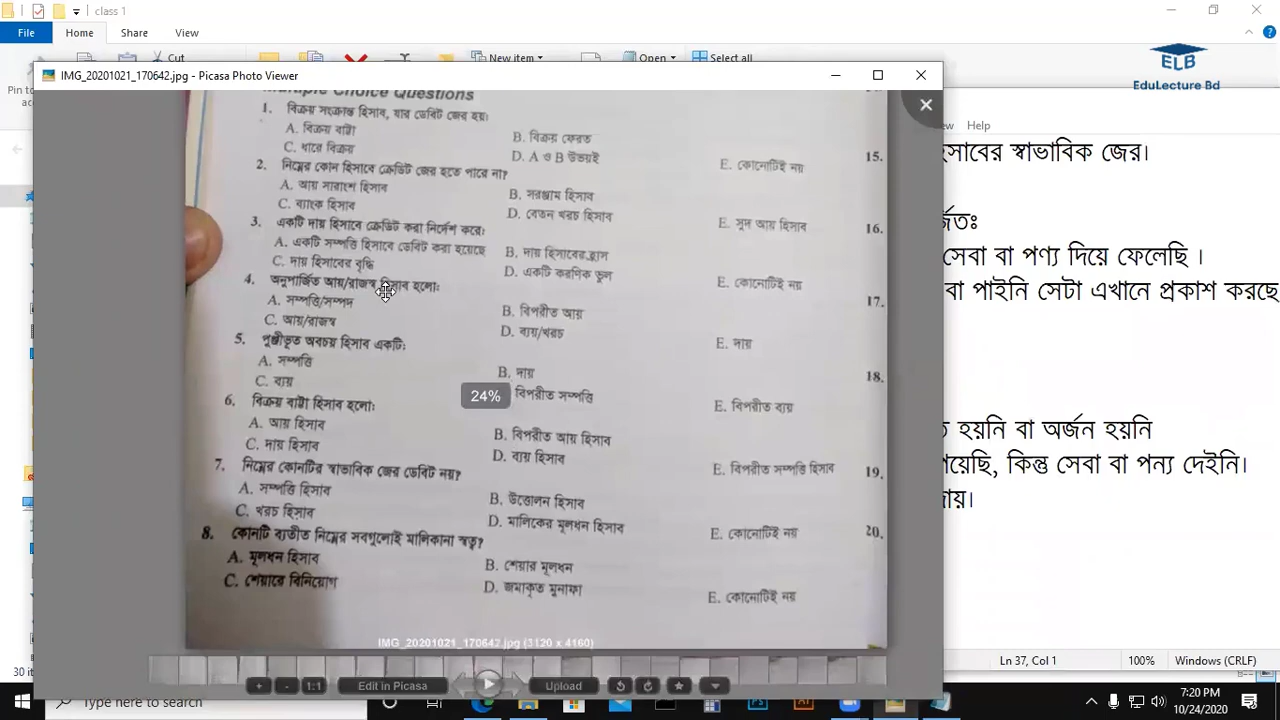 class 1
File Home Share View
Cut
New item
Open
Select all
ELB
EduLecture Bd
IMG_20201021_170642.jpg - Picasa Photo Viewer
Pin to
Help
Multiple Choice Questions
1. বিক্রয় সংক্রান্ত হিসাব, যার ডেবিট জের হয়:
A. বিক্রয় বাট্টা
B. বিক্রয় ফেরত
C. ধারে বিক্রয়
D. A ও B উভয়ই
E. কোনোটিই নয়
15.
2. নিম্নের কোন হিসাবে ক্রেডিট জের হতে পারে না?
A. আয় সারাংশ হিসাব
B. সরঞ্জাম হিসাব
C. ব্যাংক হিসাব
D. বেতন খরচ হিসাব
E. সুদ আয় হিসাব
16.
3. একটি দায় হিসাবে ক্রেডিট করা নির্দেশ করে:
A. একটি সম্পত্তি হিসাবে ডেবিট করা হয়েছে
B. দায় হিসাবের হ্রাস
C. দায় হিসাবের বৃদ্ধি
D. একটি করণিক ভুল
E. কোনোটিই নয়
17.
4. অনুপার্জিত আয়/রাজস্ব হিসাব হলো:
A. সম্পত্তি/সম্পদ
B. বিপরীত আয়
C. আয়/রাজস্ব
D. ব্যয়/খরচ
E. দায়
5. পুঞ্জীভূত অবচয় হিসাব একটি:
A. সম্পত্তি
B. দায়
C. ব্যয়
বিপরীত সম্পত্তি
E. বিপরীত ব্যয়
18.
24%
6. বিক্রয় বাট্টা হিসাব হলো:
A. আয় হিসাব
B. বিপরীত আয় হিসাব
C. দায় হিসাব
D. ব্যয় হিসাব
E. বিপরীত সম্পত্তি হিসাব
19.
7. নিম্নের কোনটির স্বাভাবিক জের ডেবিট নয়?
A. সম্পত্তি হিসাব
B. উত্তোলন হিসাব
C. খরচ হিসাব
D. মালিকের মূলধন হিসাব
E. কোনোটিই নয়
20.
8. কোনটি ব্যতীত নিম্নের সবগুলোই মালিকানা স্বত্ব?
A. মূলধন হিসাব
B. শেয়ার মূলধন
C. শেয়ারে বিনিয়োগ
D. জমাকৃত মুনাফা
E. কোনোটিই নয়
IMG_20201021_170642.jpg (3120 x 4160)
+ - 1:1 Edit in Picasa Upload
স্বাভাবিক জের।
সেবা বা পণ্য দিয়ে ফেলেছি ।
বা পাইনি সেটা এখানে প্রকাশ করছে
হয়নি বা অর্জন হয়নি
কিন্তু সেবা বা পন্য দেইনি।
Ln 37, Col 1 100% Windows (CRLF)
Type here to search
7:20 PM
10/24/2020